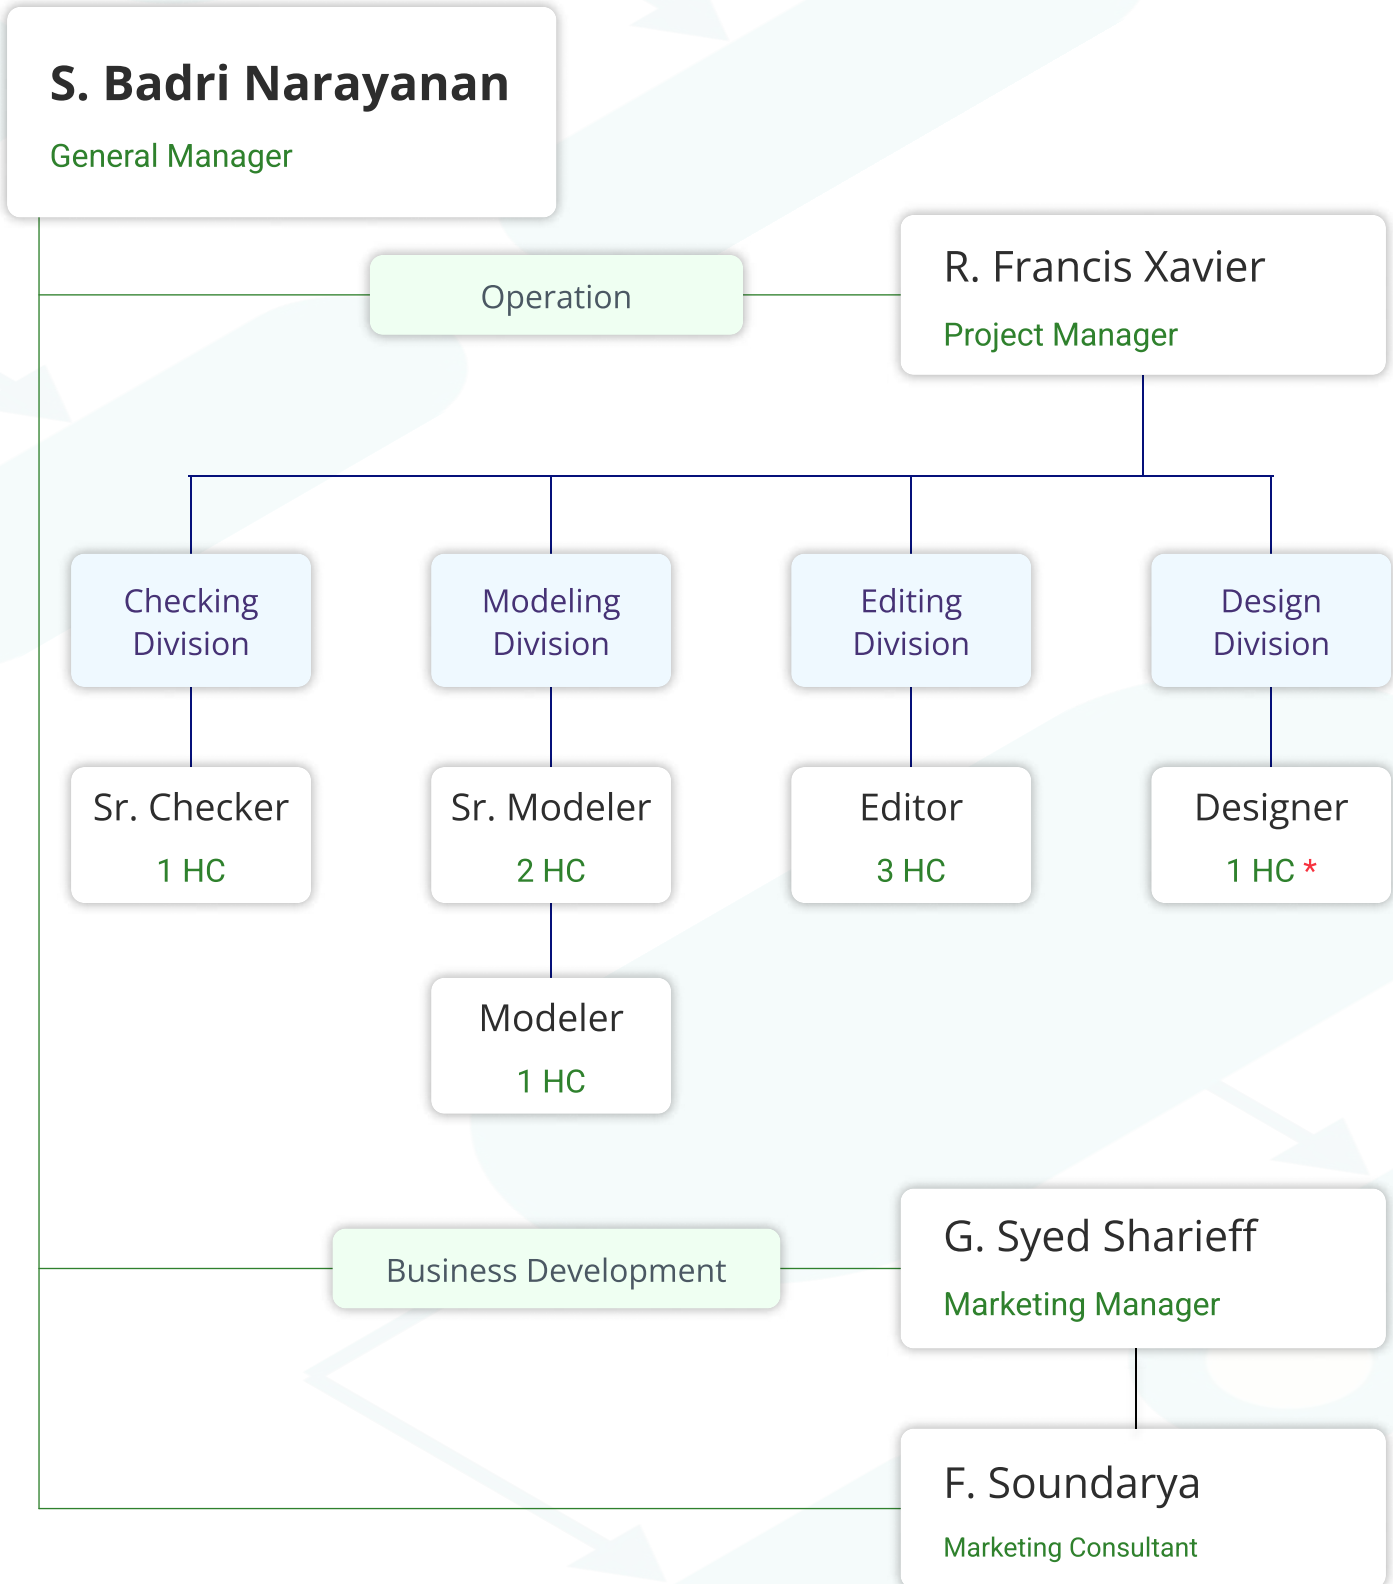 S. Badri Narayanan
General Manager
Operation
R. Francis Xavier
Project Manager
Checking
Division
Modeling
Division
Editing
Division
Design
Division
Sr. Checker
1 HC
Sr. Modeler
2 HC
Editor
3 HC
Designer
1 HC *
Modeler
1 HC
Business Development
G. Syed Sharieff
Marketing Manager
F. Soundarya
Marketing Consultant